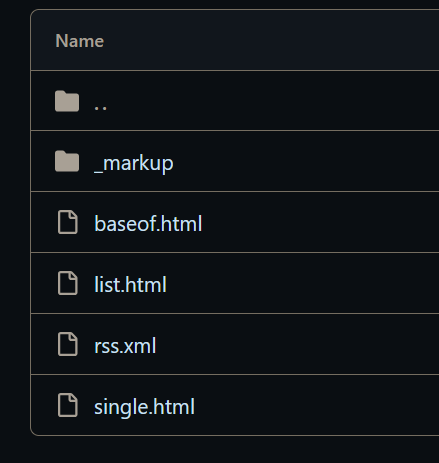 Name
..
_markup
baseof.html
list.html
rss.xml
single.html